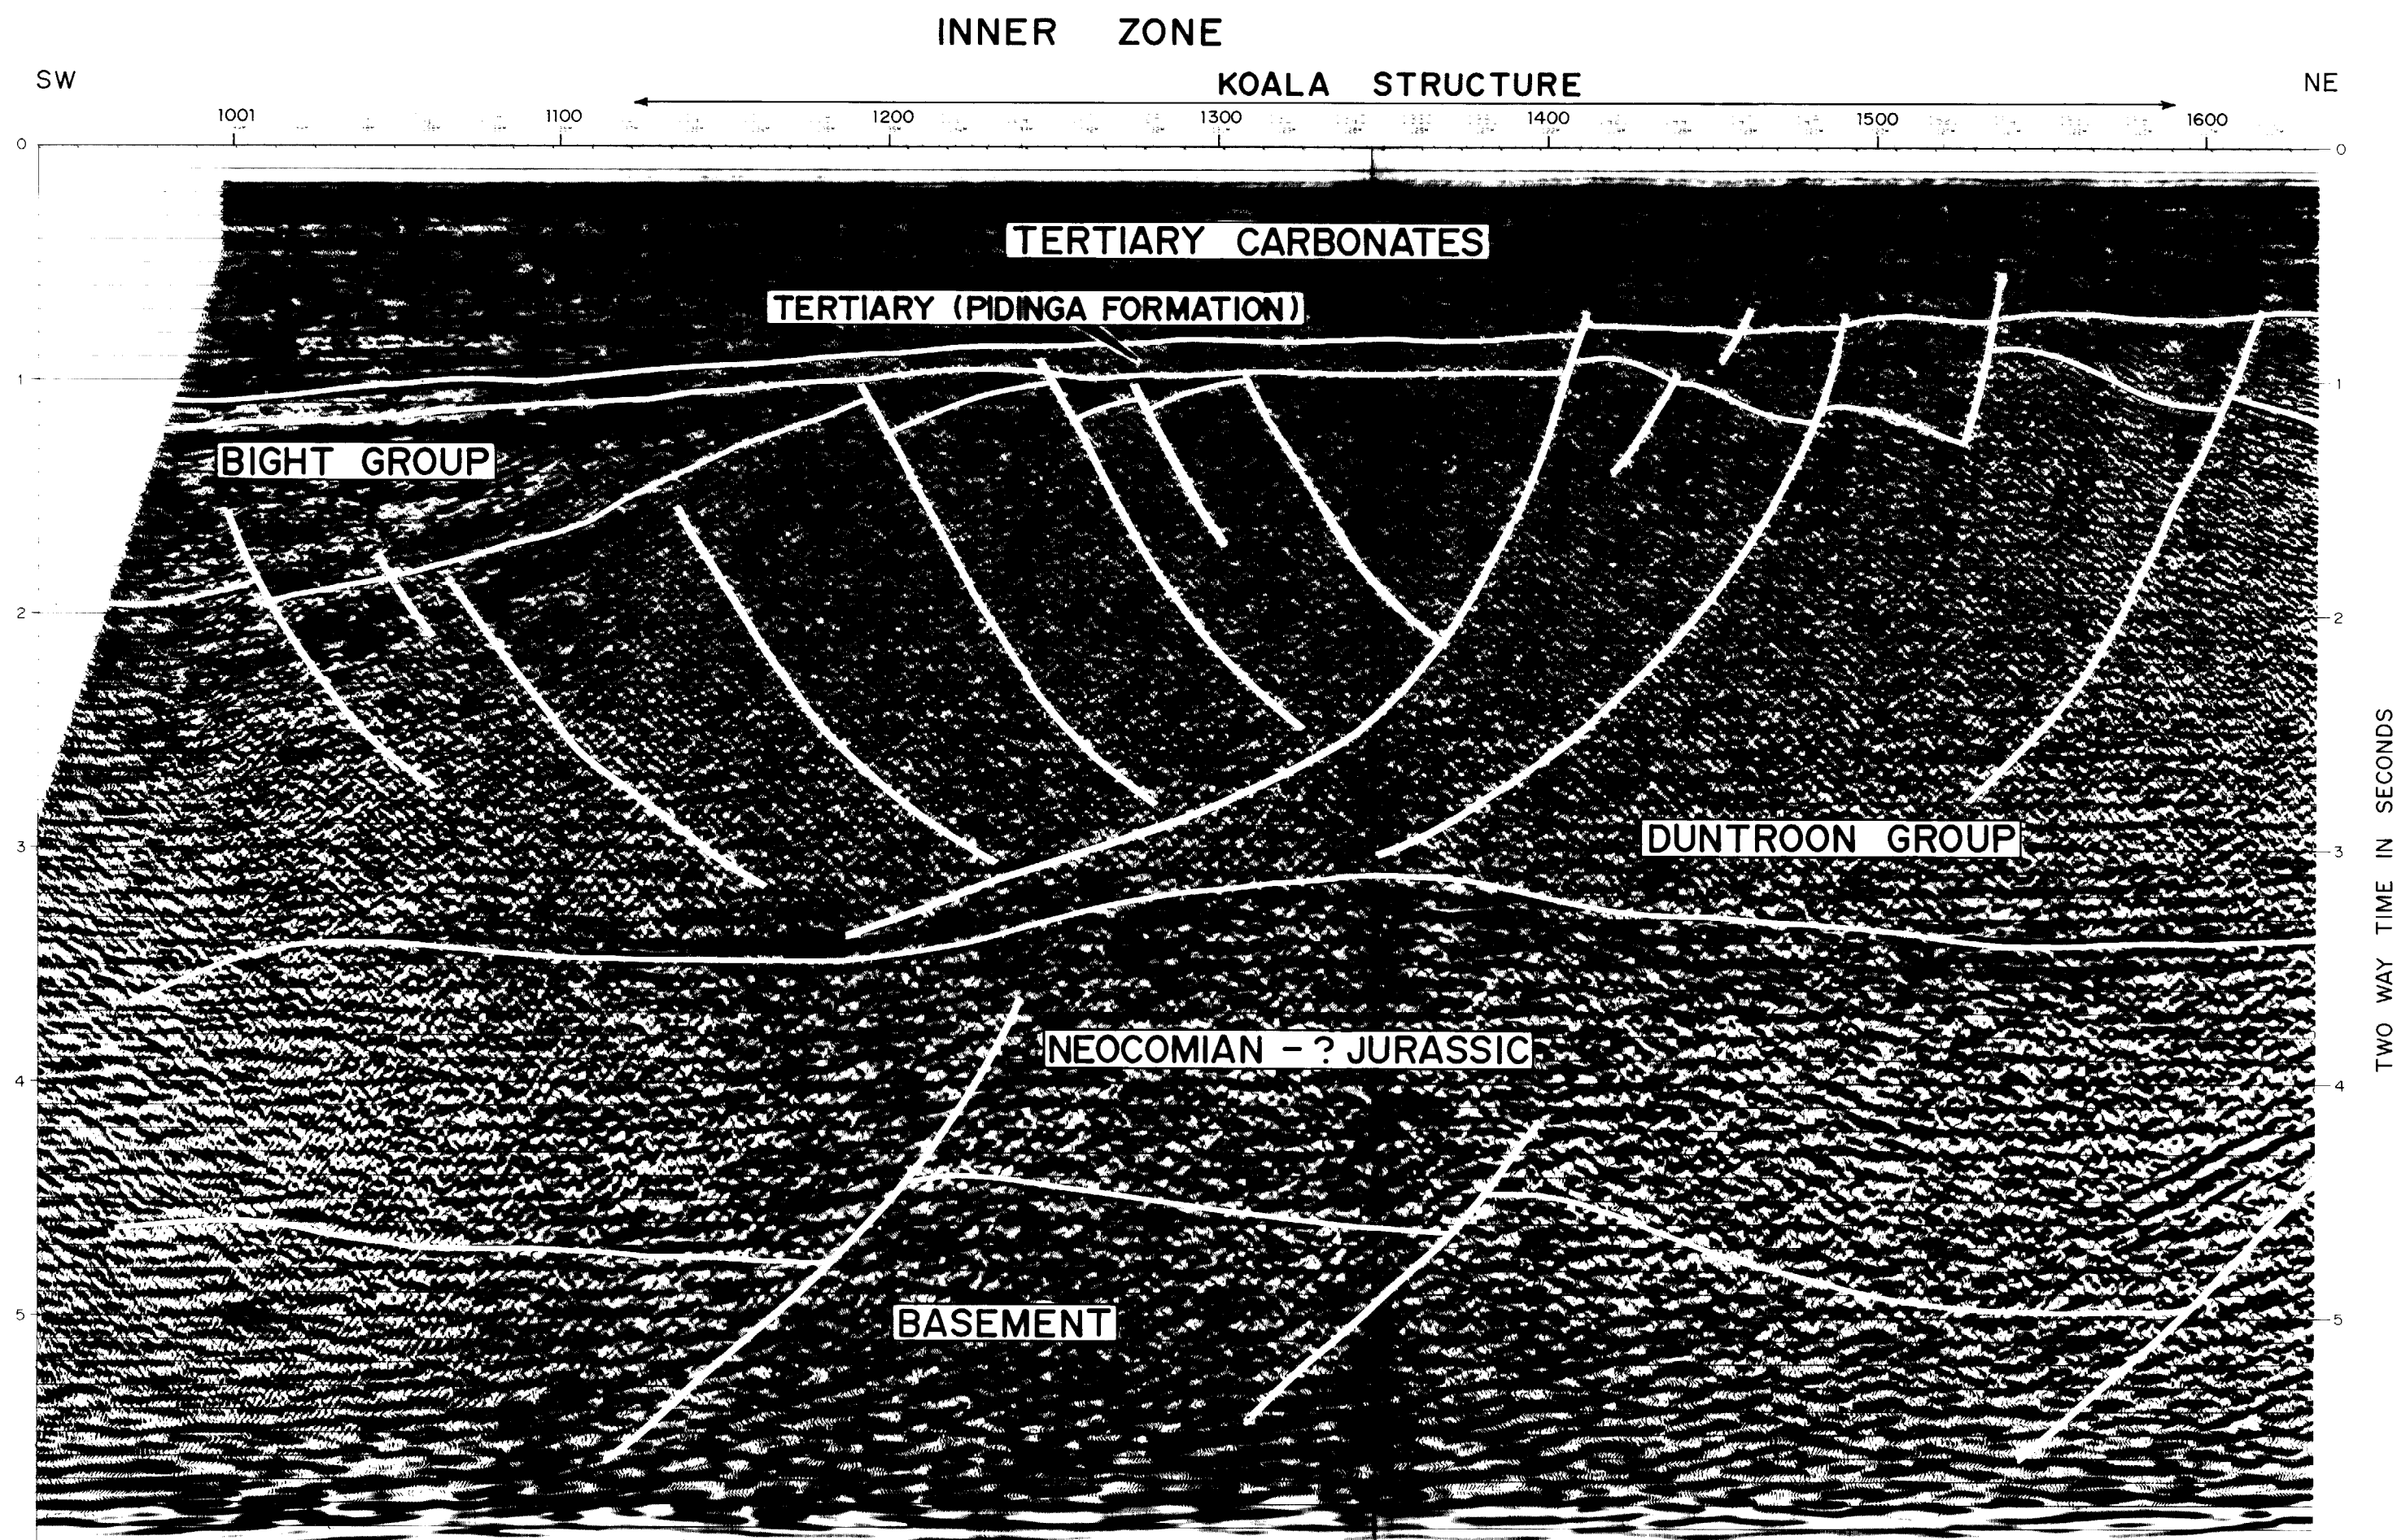 INNER ZONE
SW
KOALA STRUCTURE
NE
1001 1100 1200 1300 1400 1500 1600
0 0
TERTIARY CARBONATES
TERTIARY (PIDINGA FORMATION)
1 1
BIGHT GROUP
2 2
TWO WAY TIME IN SECONDS
DUNTROON GROUP
3 3
NEOCOMIAN – ? JURASSIC
4 4
BASEMENT
5 5